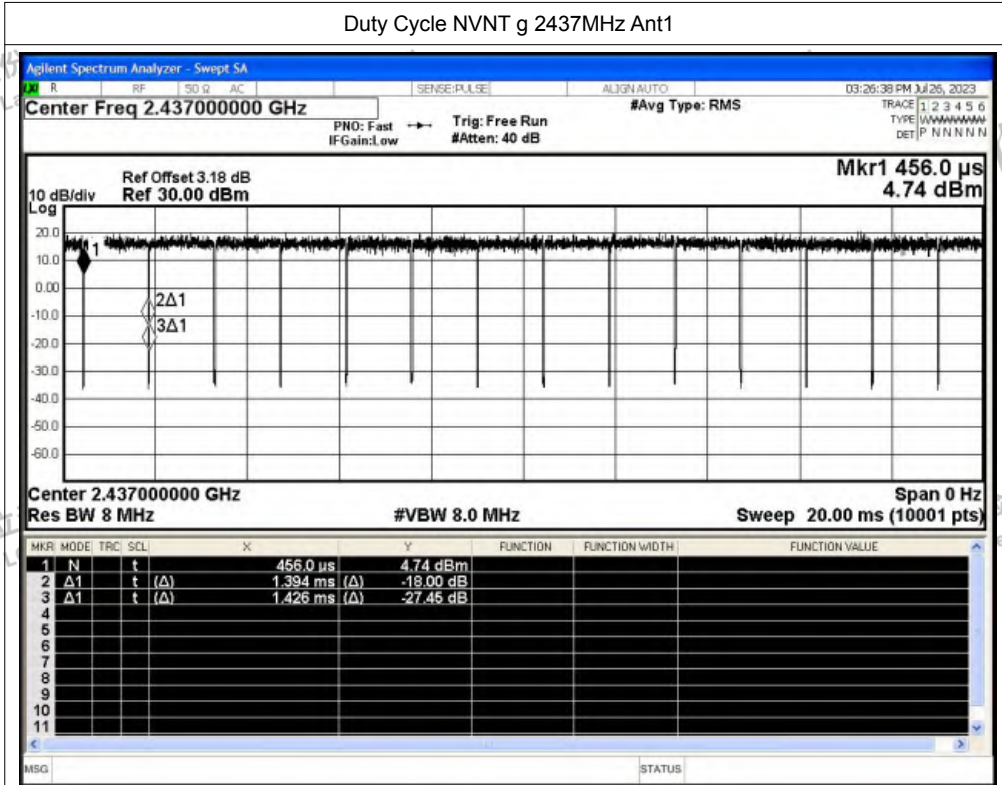 Duty Cycle NVNT g 2437MHz Ant1
Agilent Spectrum Analyzer - Swept SA
R RF 50 Ω AC SENSE:PULSE ALIGN AUTO 03:26:38 PM Jul 26, 2023
Center Freq 2.437000000 GHz #Avg Type: RMS TRACE 1 2 3 4 5 6
PNO: Fast Trig: Free Run TYPE
IFGain:Low #Atten: 40 dB DET P N N N N N
Mkr1 456.0 µs
Ref Offset 3.18 dB
10 dB/div Ref 30.00 dBm 4.74 dBm
Log
20.0
1
10.0
0.00
2Δ1
-10.0
3Δ1
-20.0
-30.0
-40.0
-50.0
-60.0
Center 2.437000000 GHz Span 0 Hz
Res BW 8 MHz #VBW 8.0 MHz Sweep 20.00 ms (10001 pts)
MKR MODE TRC SCL X Y FUNCTION FUNCTION WIDTH FUNCTION VALUE
1 N t 456.0 µs 4.74 dBm
2 Δ1 t (Δ) 1.394 ms (Δ) -18.00 dB
3 Δ1 t (Δ) 1.426 ms (Δ) -27.45 dB
4
5
6
7
8
9
10
11
MSG STATUS